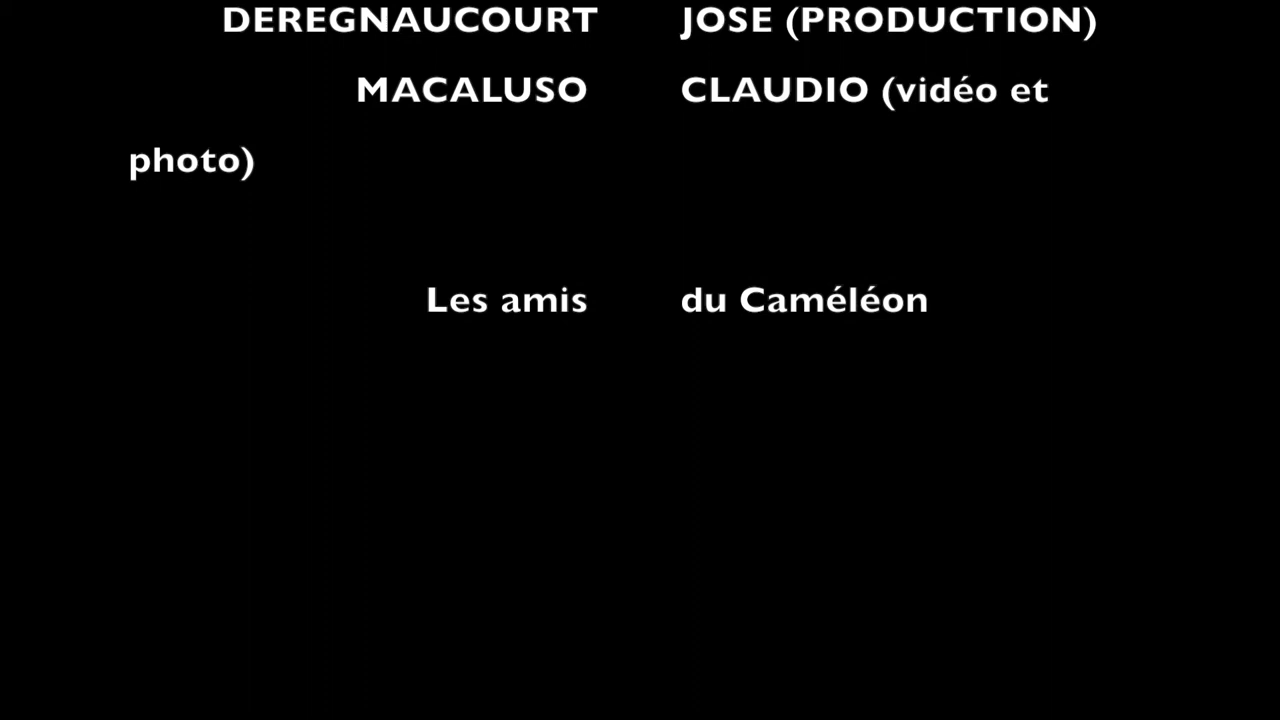 DEREGNAUCOURT JOSE (PRODUCTION)
MACALUSO CLAUDIO (vidéo et
photo)
Les amis du Caméléon